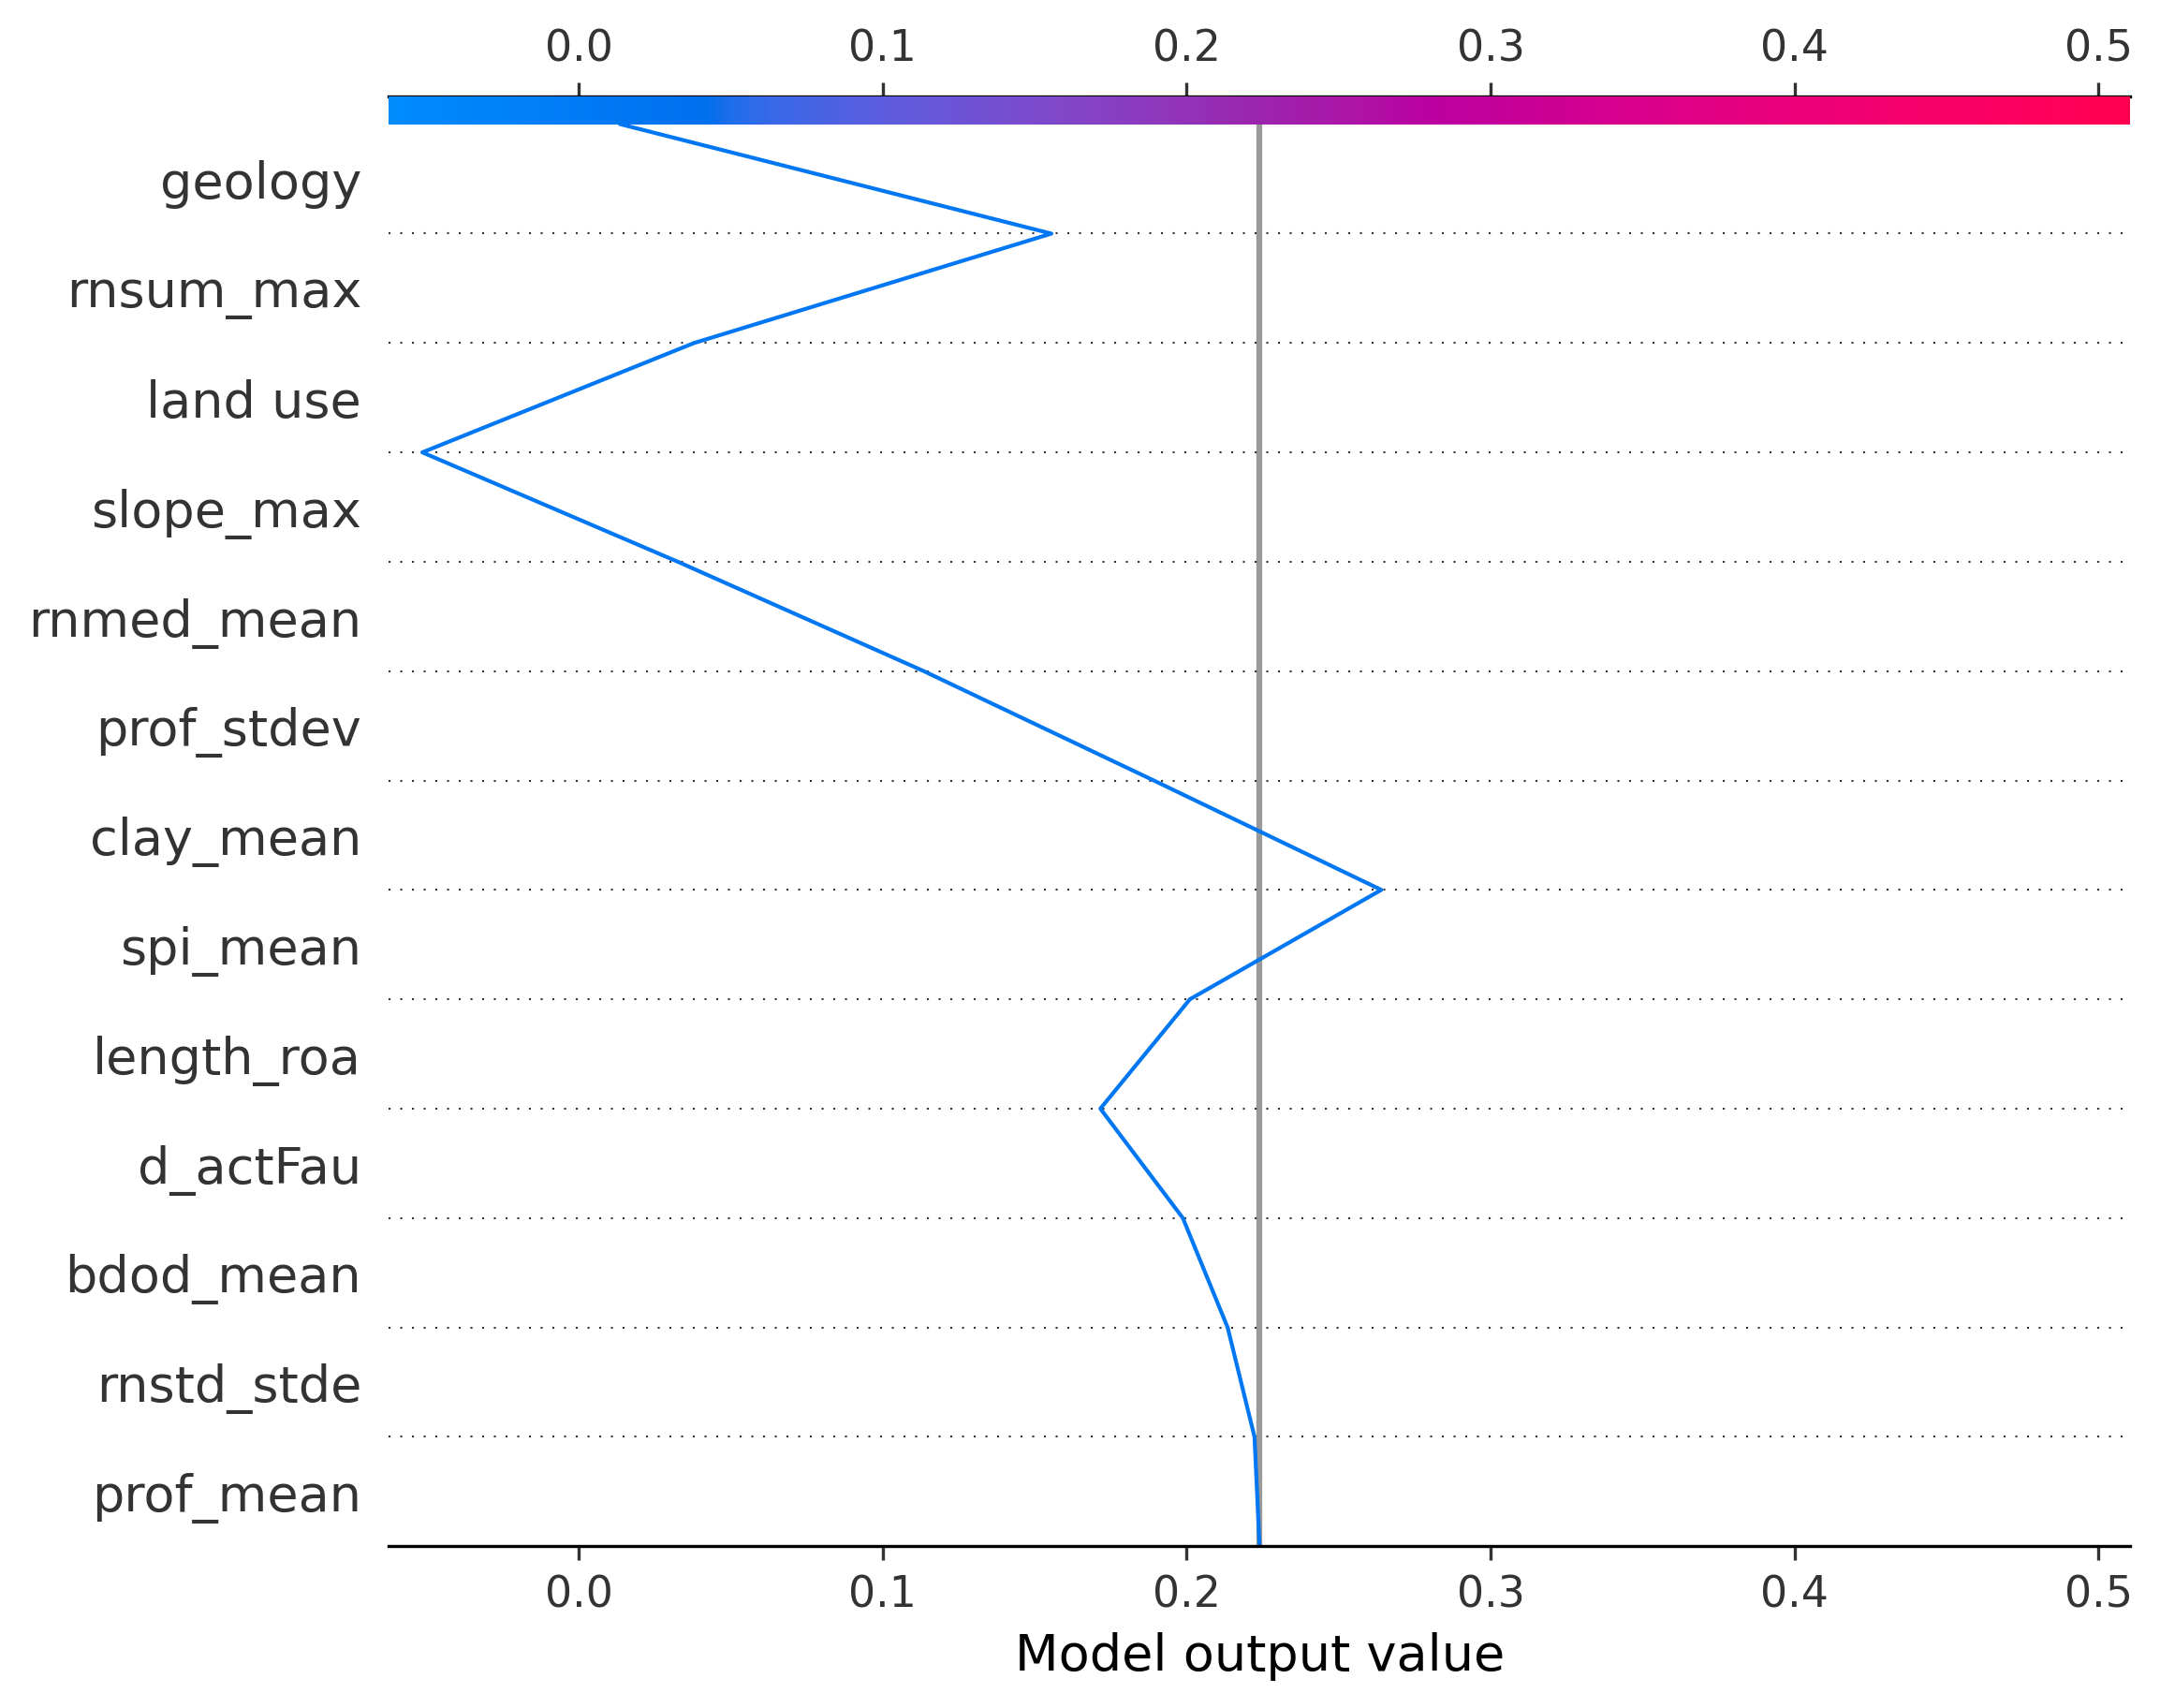 0.0 0.1 0.2 0.3 0.4 0.5
geology
rnsum_max
land use
slope_max
rnmed_mean
prof_stdev
clay_mean
spi_mean
length_roa
d_actFau
bdod_mean
rnstd_stde
prof_mean
0.0 0.1 0.2 0.3 0.4 0.5
Model output value